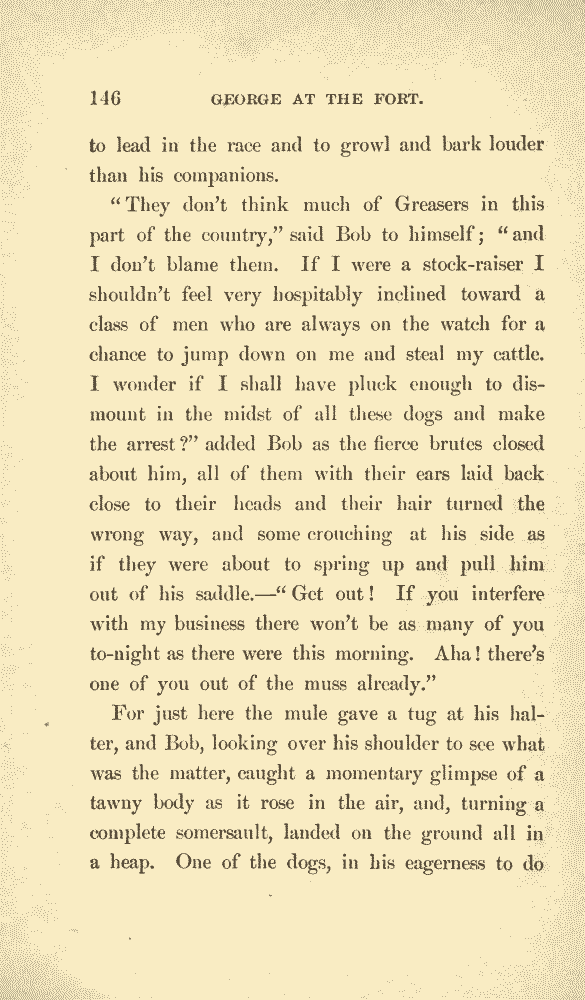 146 GEORGE AT THE FORT.
to lead in the race and to growl and bark louder
than his companions.
“They don’t think much of Greasers in this
part of the country,” said Bob to himself; “and
I don’t blame them. If I were a stock-raiser I
shouldn’t feel very hospitably inclined toward a
class of men who are always on the watch for a
chance to jump down on me and steal my cattle.
I wonder if I shall have pluck enough to dis-
mount in the midst of all these dogs and make
the arrest?” added Bob as the fierce brutes closed
about him, all of them with their ears laid back
close to their heads and their hair turned the
wrong way, and some crouching at his side as
if they were about to spring up and pull him
out of his saddle.—“Get out! If you interfere
with my business there won’t be as many of you
to-night as there were this morning. Aha! there’s
one of you out of the muss already.”
For just here the mule gave a tug at his hal-
ter, and Bob, looking over his shoulder to see what
was the matter, caught a momentary glimpse of a
tawny body as it rose in the air, and, turning a
complete somersault, landed on the ground all in
a heap. One of the dogs, in his eagerness to do